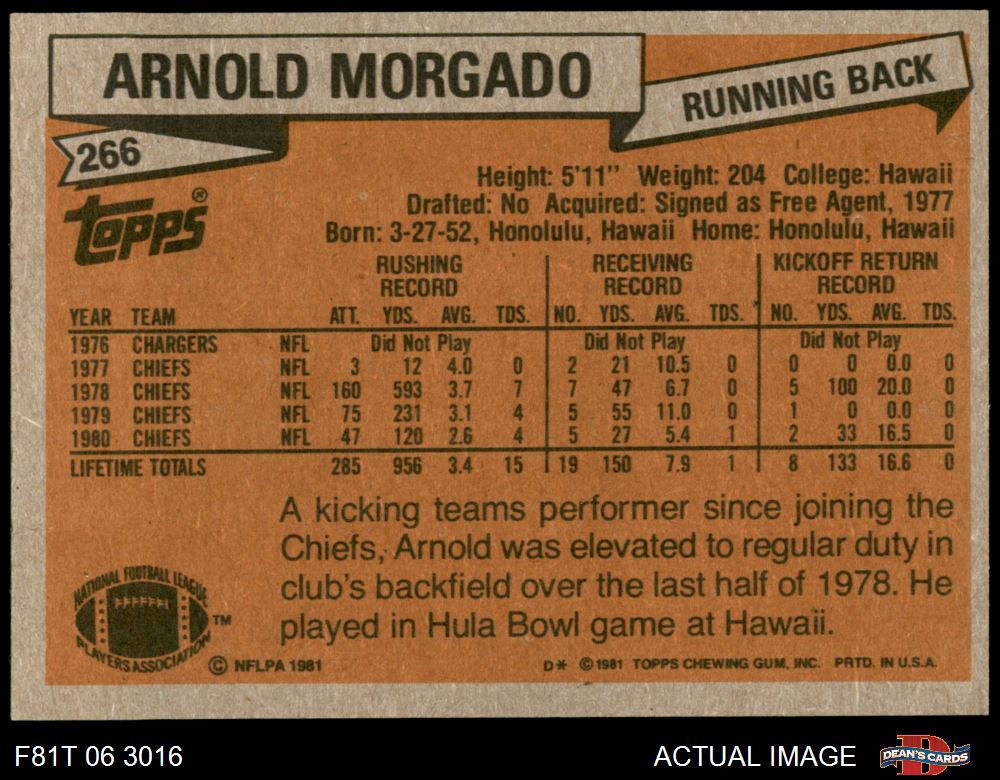 ARNOLD MORGADO
RUNNING BACK
266
Topps®
Height: 5'11" Weight: 204 College: Hawaii
Drafted: No Acquired: Signed as Free Agent, 1977
Born: 3-27-52, Honolulu, Hawaii Home: Honolulu, Hawaii
RUSHING RECORD RECEIVING RECORD KICKOFF RETURN RECORD
YEAR TEAM ATT. YDS. AVG. TDS. NO. YDS. AVG. TDS. NO. YDS. AVG. TDS.
1976 CHARGERS NFL Did Not Play Did Not Play Did Not Play
1977 CHIEFS NFL 3 12 4.0 0 2 21 10.5 0 0 0 0.0 0
1978 CHIEFS NFL 160 593 3.7 7 7 47 6.7 0 5 100 20.0 0
1979 CHIEFS NFL 75 231 3.1 4 5 55 11.0 0 1 0 0.0 0
1980 CHIEFS NFL 47 120 2.6 4 5 27 5.4 1 2 33 16.5 0
LIFETIME TOTALS 285 956 3.4 15 19 150 7.9 1 8 133 16.6 0
A kicking teams performer since joining the
Chiefs, Arnold was elevated to regular duty in
club's backfield over the last half of 1978. He
played in Hula Bowl game at Hawaii.
NATIONAL FOOTBALL LEAGUE
PLAYERS ASSOCIATION
TM
© NFLPA 1981
D* © 1981 TOPPS CHEWING GUM, INC. PRTD. IN U.S.A.
F81T 06 3016
ACTUAL IMAGE
DEAN'S CARDS